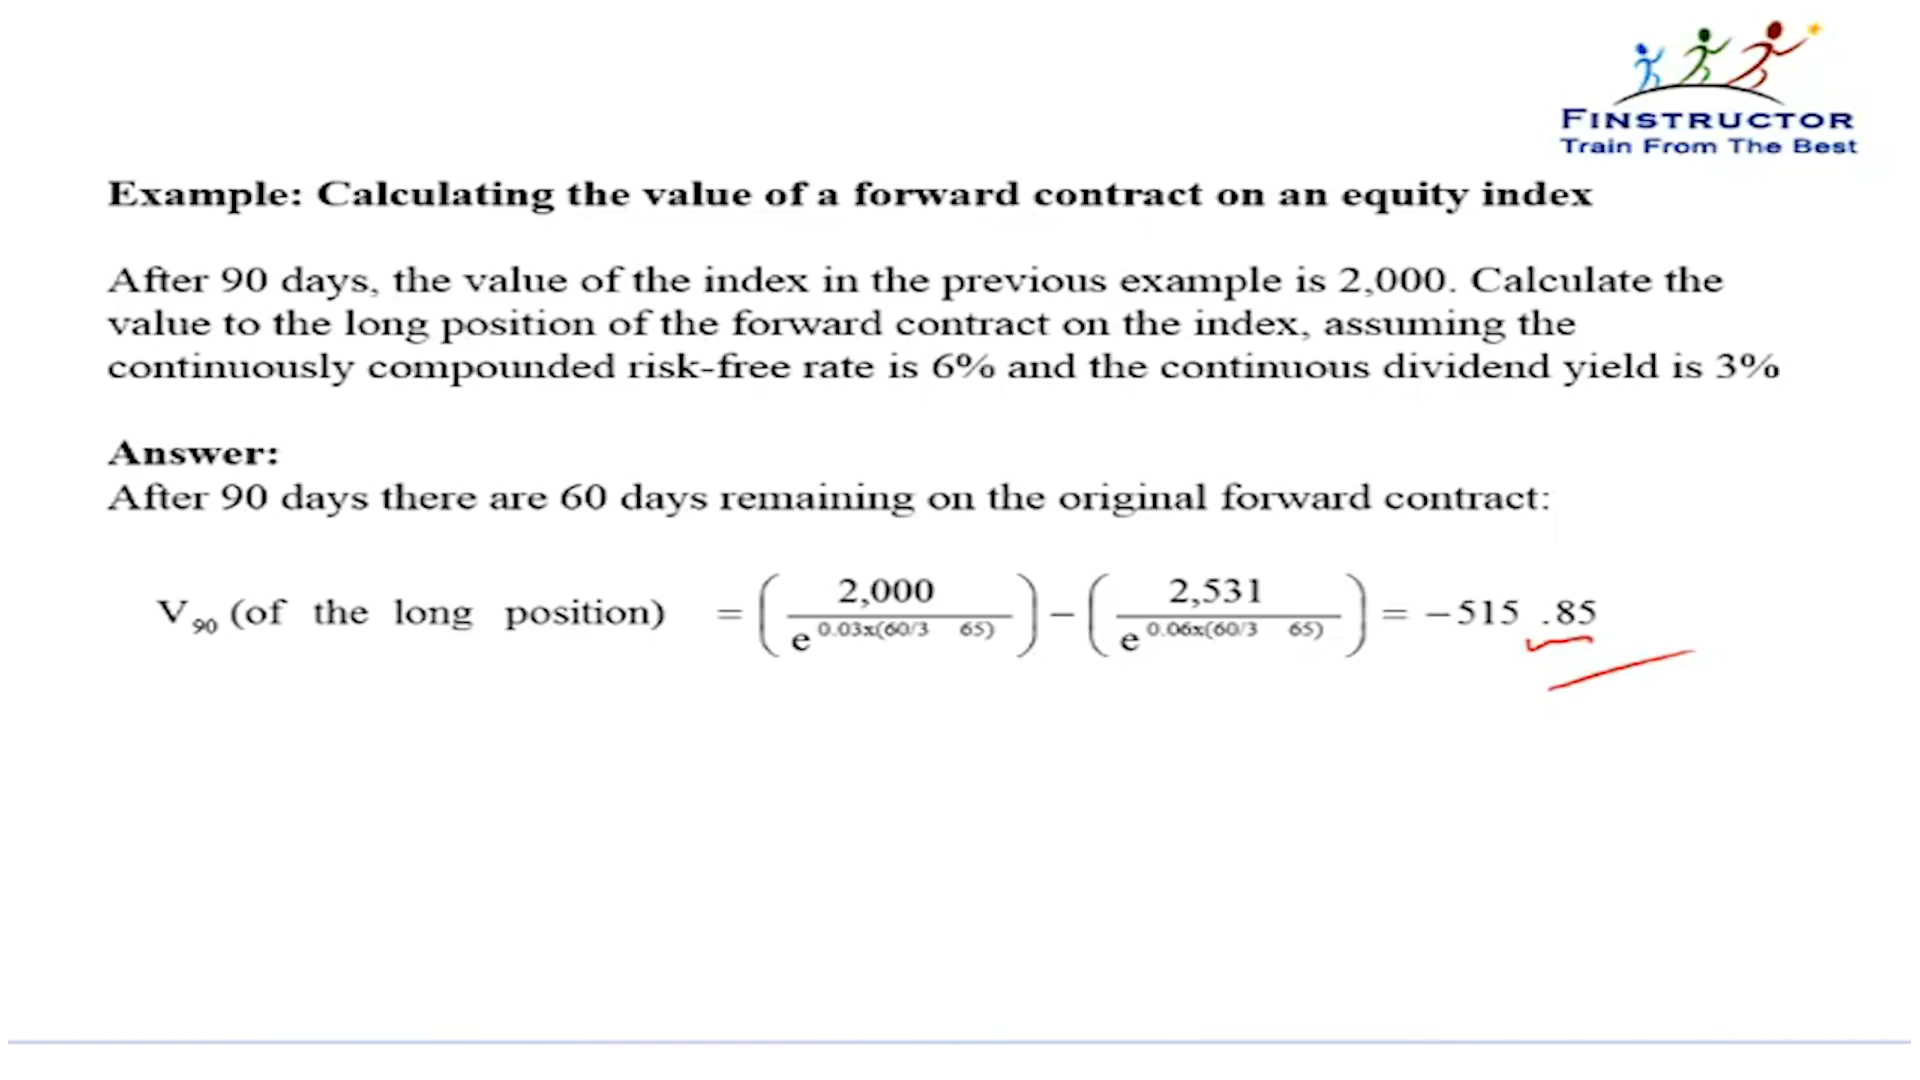 FINSTRUCTOR
Train From The Best
Example: Calculating the value of a forward contract on an equity index
After 90 days, the value of the index in the previous example is 2,000. Calculate the
value to the long position of the forward contract on the index, assuming the
continuously compounded risk-free rate is 6% and the continuous dividend yield is 3%
Answer:
After 90 days there are 60 days remaining on the original forward contract:
V90 (of the long position) = (2,000 / e^0.03x(60/3 65)) − (2,531 / e^0.06x(60/3 65)) = −515 .85